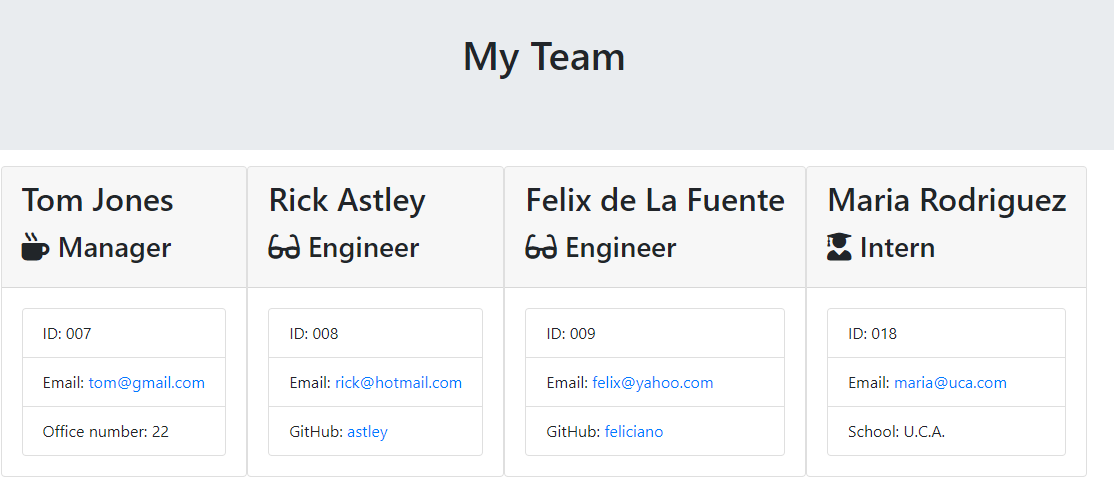 My Team
Tom Jones
Manager
ID: 007
Email: tom@gmail.com
Office number: 22
Rick Astley
Engineer
ID: 008
Email: rick@hotmail.com
GitHub: astley
Felix de La Fuente
Engineer
ID: 009
Email: felix@yahoo.com
GitHub: feliciano
Maria Rodriguez
Intern
ID: 018
Email: maria@uca.com
School: U.C.A.